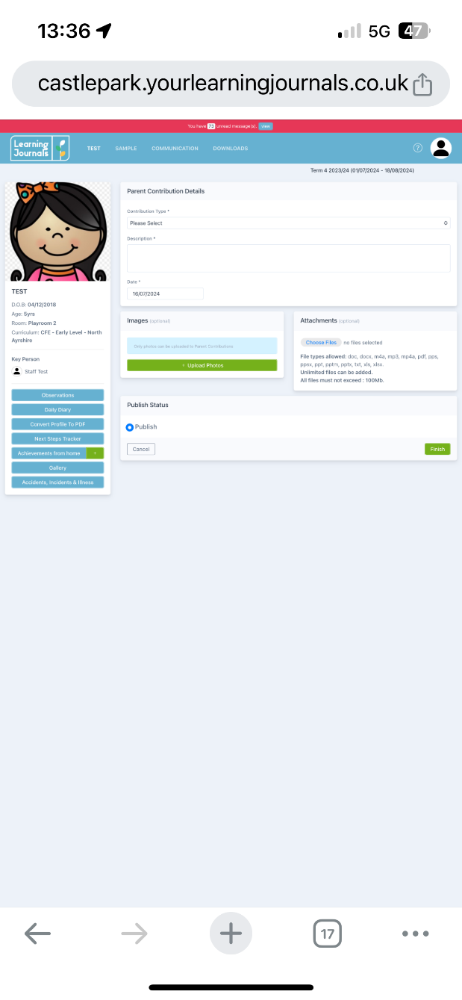 13:36
5G
47
castlepark.yourlearningjournals.co.uk
You have 73 unread message(s). view
Learning
Journals
TEST SAMPLE COMMUNICATION DOWNLOADS
?
Term 4 2023/24 (01/07/2024 - 18/08/2024)
TEST
D.O.B: 04/12/2018
Age: 5yrs
Room: Playroom 2
Curriculum: CFE - Early Level - North
Ayrshire
Key Person
Staff Test
Observations
Daily Diary
Convert Profile To PDF
Next Steps Tracker
Achievements from home +
Gallery
Accidents, Incidents & Illness
Parent Contribution Details
Contribution Type *
Please Select
Description *
Date *
16/07/2024
Images (optional)
Only photos can be uploaded to Parent Contributions
+ Upload Photos
Attachments (optional)
Choose Files no files selected
File types allowed: doc, docx, m4a, mp3, mp4a, pdf, pps,
ppsx, ppt, pptm, pptx, txt, xls, xlsx.
Unlimited files can be added.
All files must not exceed : 100Mb.
Publish Status
Publish
Cancel
Finish
17